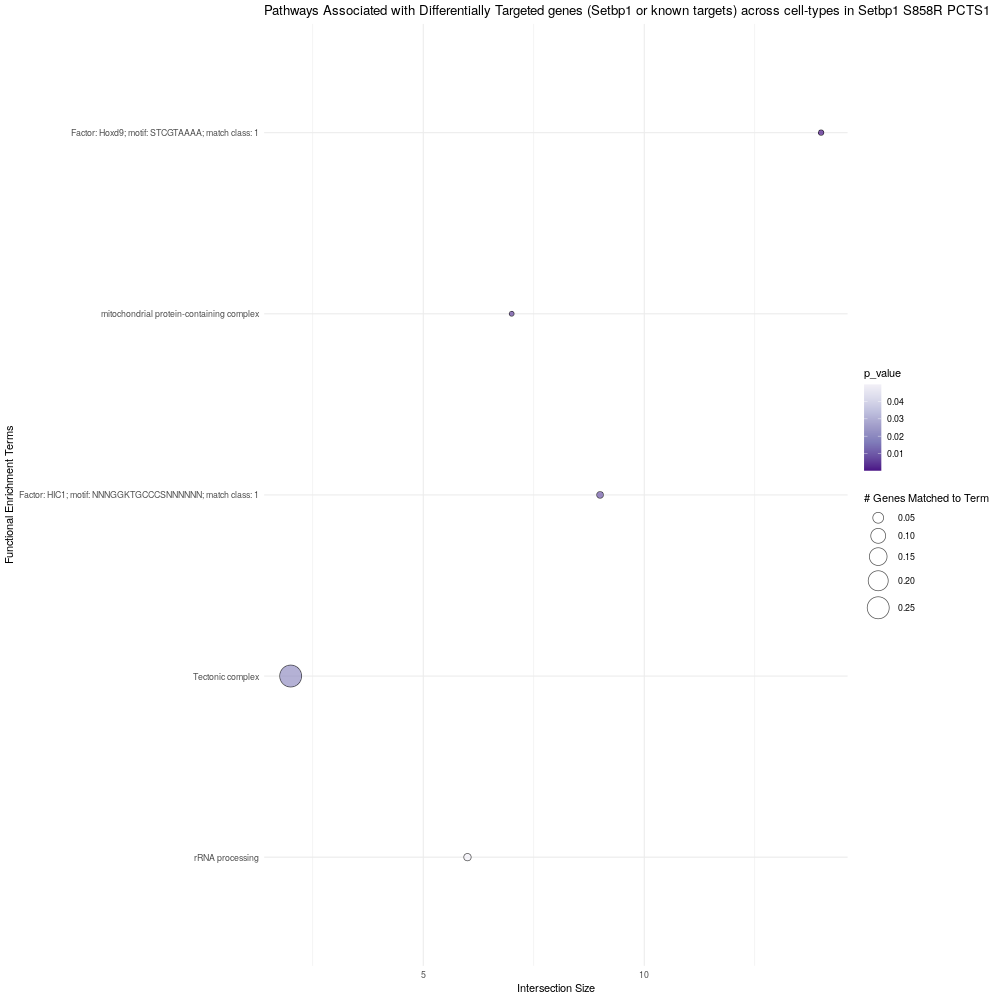 Pathways Associated with Differentially Targeted genes (Setbp1 or known targets) across cell-types in Setbp1 S858R PCTS1
Functional Enrichment Terms
Factor: Hoxd9; motif: STCGTAAAA; match class: 1
mitochondrial protein-containing complex
Factor: HIC1; motif: NNNGGKTGCCCSNNNNNN; match class: 1
Tectonic complex
rRNA processing
5
10
Intersection Size
p_value
0.04
0.03
0.02
0.01
# Genes Matched to Term
0.05
0.10
0.15
0.20
0.25